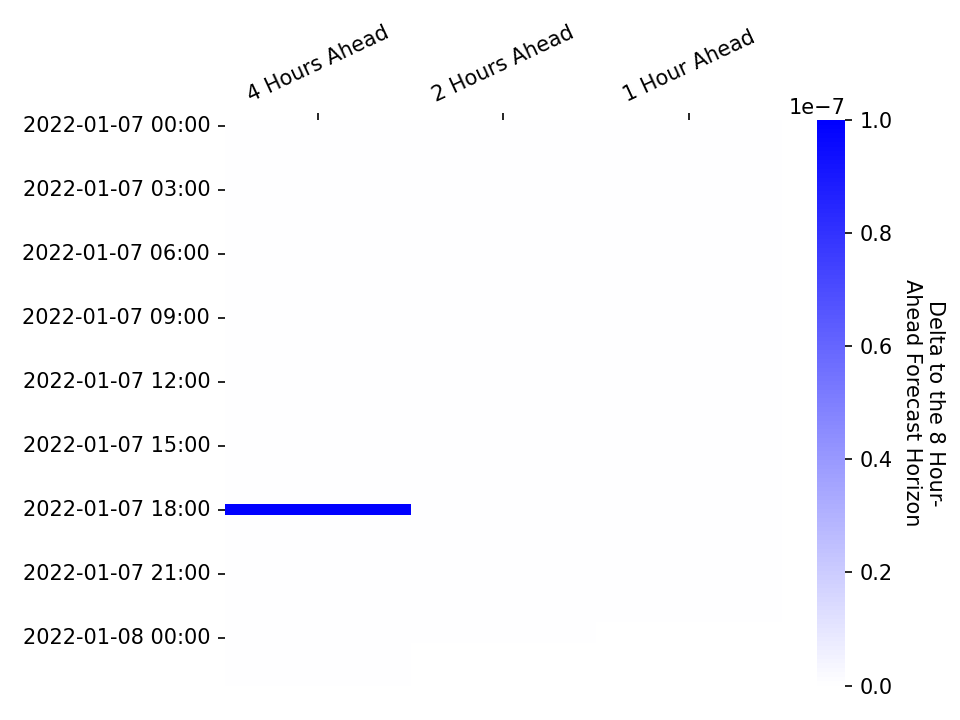 4 Hours Ahead
2 Hours Ahead
1 Hour Ahead
2022-01-07 00:00
2022-01-07 03:00
2022-01-07 06:00
2022-01-07 09:00
2022-01-07 12:00
2022-01-07 15:00
2022-01-07 18:00
2022-01-07 21:00
2022-01-08 00:00
1e−7
1.0
0.8
0.6
0.4
0.2
0.0
Delta to the 8 Hour-
Ahead Forecast Horizon